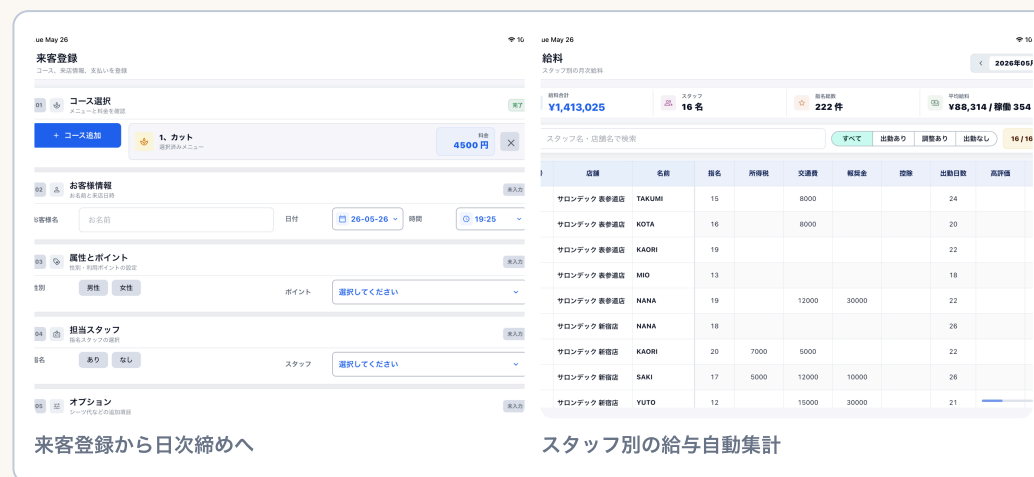 ue May 26
来客登録
コース、来店情報、支払いを登録
01 コース選択 完了
メニューと料金を確認
+ コース追加
1、カット
選択済みメニュー
料金
4500 円
02 お客様情報 未入力
お名前と来店日時
お客様名 お名前 日付 26-05-26 時間 19:25
03 属性とポイント 未入力
性別・利用ポイントの設定
性別 男性 女性 ポイント 選択してください
04 担当スタッフ 未入力
指名スタッフの選択
指名 あり なし スタッフ 選択してください
05 オプション 未入力
シーツ代などの追加項目
来客登録から日次締めへ
ue May 26
給料
スタッフ別の月次給料
2026年05月
給料合計
¥1,413,025
スタッフ
16 名
指名総数
222 件
平均給料
¥88,314 / 稼働 354
スタッフ名・店舗名で検索 すべて 出勤あり 調整あり 出勤なし 16 / 16
店舗 名前 指名 所得税 交通費 報奨金 控除 出勤日数 高評価
サロンデック 表参道店 TAKUMI 15 8000 24
サロンデック 表参道店 KOTA 16 8000 20
サロンデック 表参道店 KAORI 19 22
サロンデック 表参道店 MIO 13 18
サロンデック 表参道店 NANA 19 12000 30000 22
サロンデック 新宿店 NANA 18 26
サロンデック 新宿店 KAORI 20 7000 5000 22
サロンデック 新宿店 SAKI 17 5000 12000 10000 26
サロンデック 新宿店 YUTO 12 15000 30000 21
スタッフ別の給与自動集計